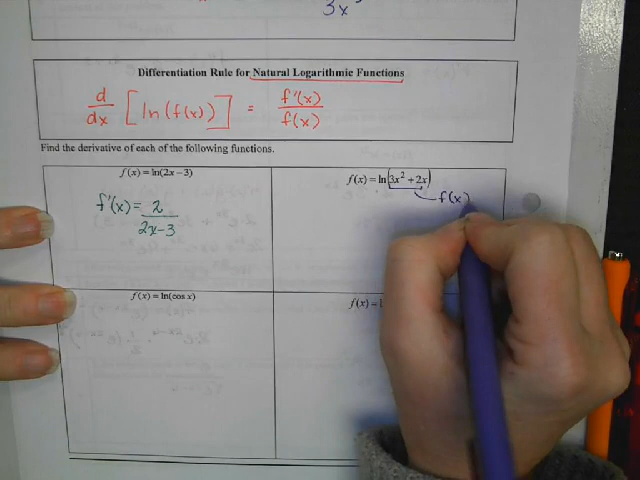 3x
Differentiation Rule for Natural Logarithmic Functions
d/dx [ln(f(x))] = f'(x)/f(x)
Find the derivative of each of the following functions.
f(x) = ln(2x − 3)
f'(x) = 2/2x−3
f(x) = ln|3x² + 2x|
f(x)
f(x) = ln(cos x)